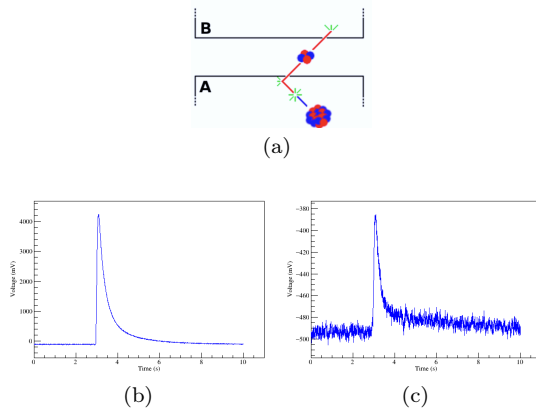 B
A
(a)
4000
3000
2000
1000
0
Voltage (mV)
0 2 4 6 8 10
Time (s)
(b)
−380
−400
−420
−440
−460
−480
−500
Voltage (mV)
0 2 4 6 8 10
Time (s)
(c)